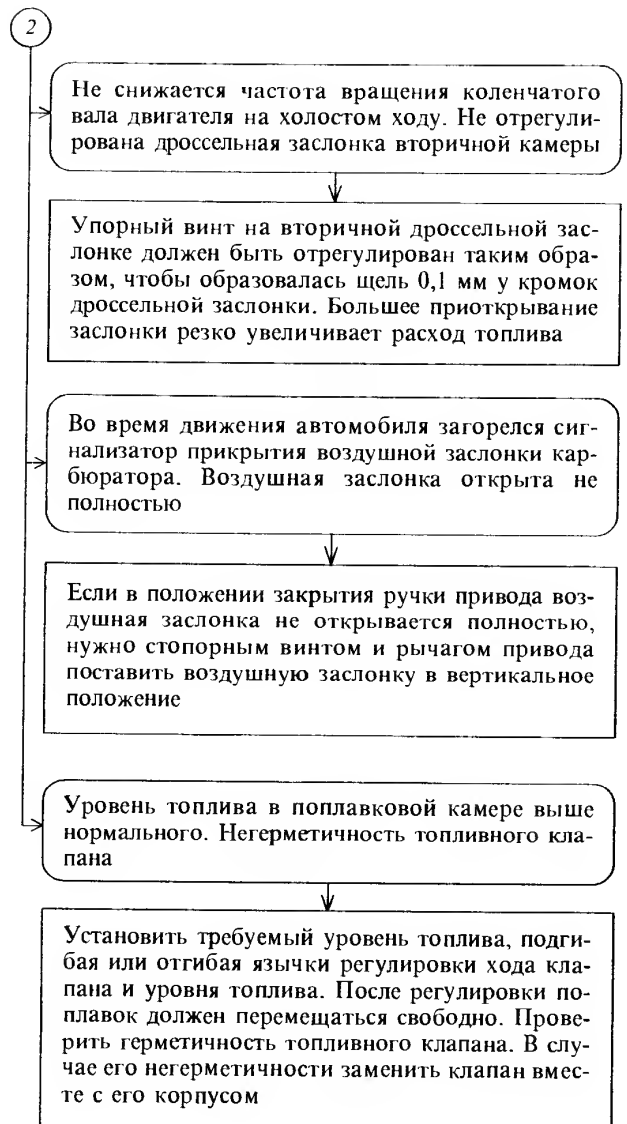 2
Не снижается частота вращения коленчатого
вала двигателя на холостом ходу. Не отрегули-
рована дроссельная заслонка вторичной камеры
Упорный винт на вторичной дроссельной зас-
лонке должен быть отрегулирован таким обра-
зом, чтобы образовалась щель 0,1 мм у кромок
дроссельной заслонки. Большее приоткрывание
заслонки резко увеличивает расход топлива
Во время движения автомобиля загорелся сиг-
нализатор прикрытия воздушной заслонки кар-
бюратора. Воздушная заслонка открыта не
полностью
Если в положении закрытия ручки привода воз-
душная заслонка не открывается полностью,
нужно стопорным винтом и рычагом привода
поставить воздушную заслонку в вертикальное
положение
Уровень топлива в поплавковой камере выше
нормального. Негерметичность топливного кла-
пана
Установить требуемый уровень топлива, подги-
бая или отгибая язычки регулировки хода кла-
пана и уровня топлива. После регулировки по-
плавок должен перемещаться свободно. Прове-
рить герметичность топливного клапана. В слу-
чае его негерметичности заменить клапан вмес-
те с его корпусом